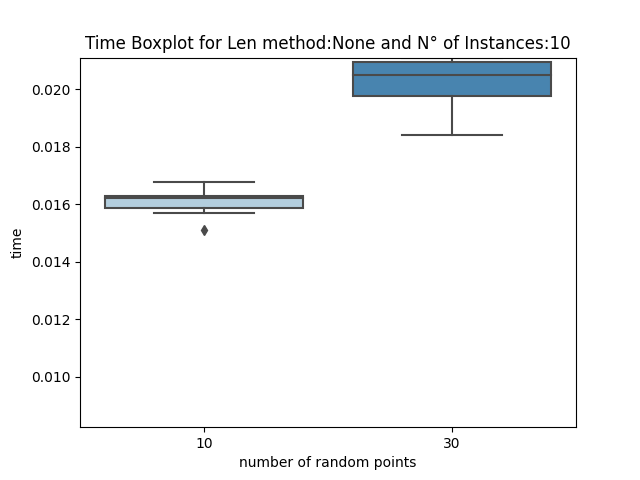 Time Boxplot for Len method:None and N° of Instances:10
0.020
0.018
0.016
0.014
0.012
0.010
time
10 30
number of random points